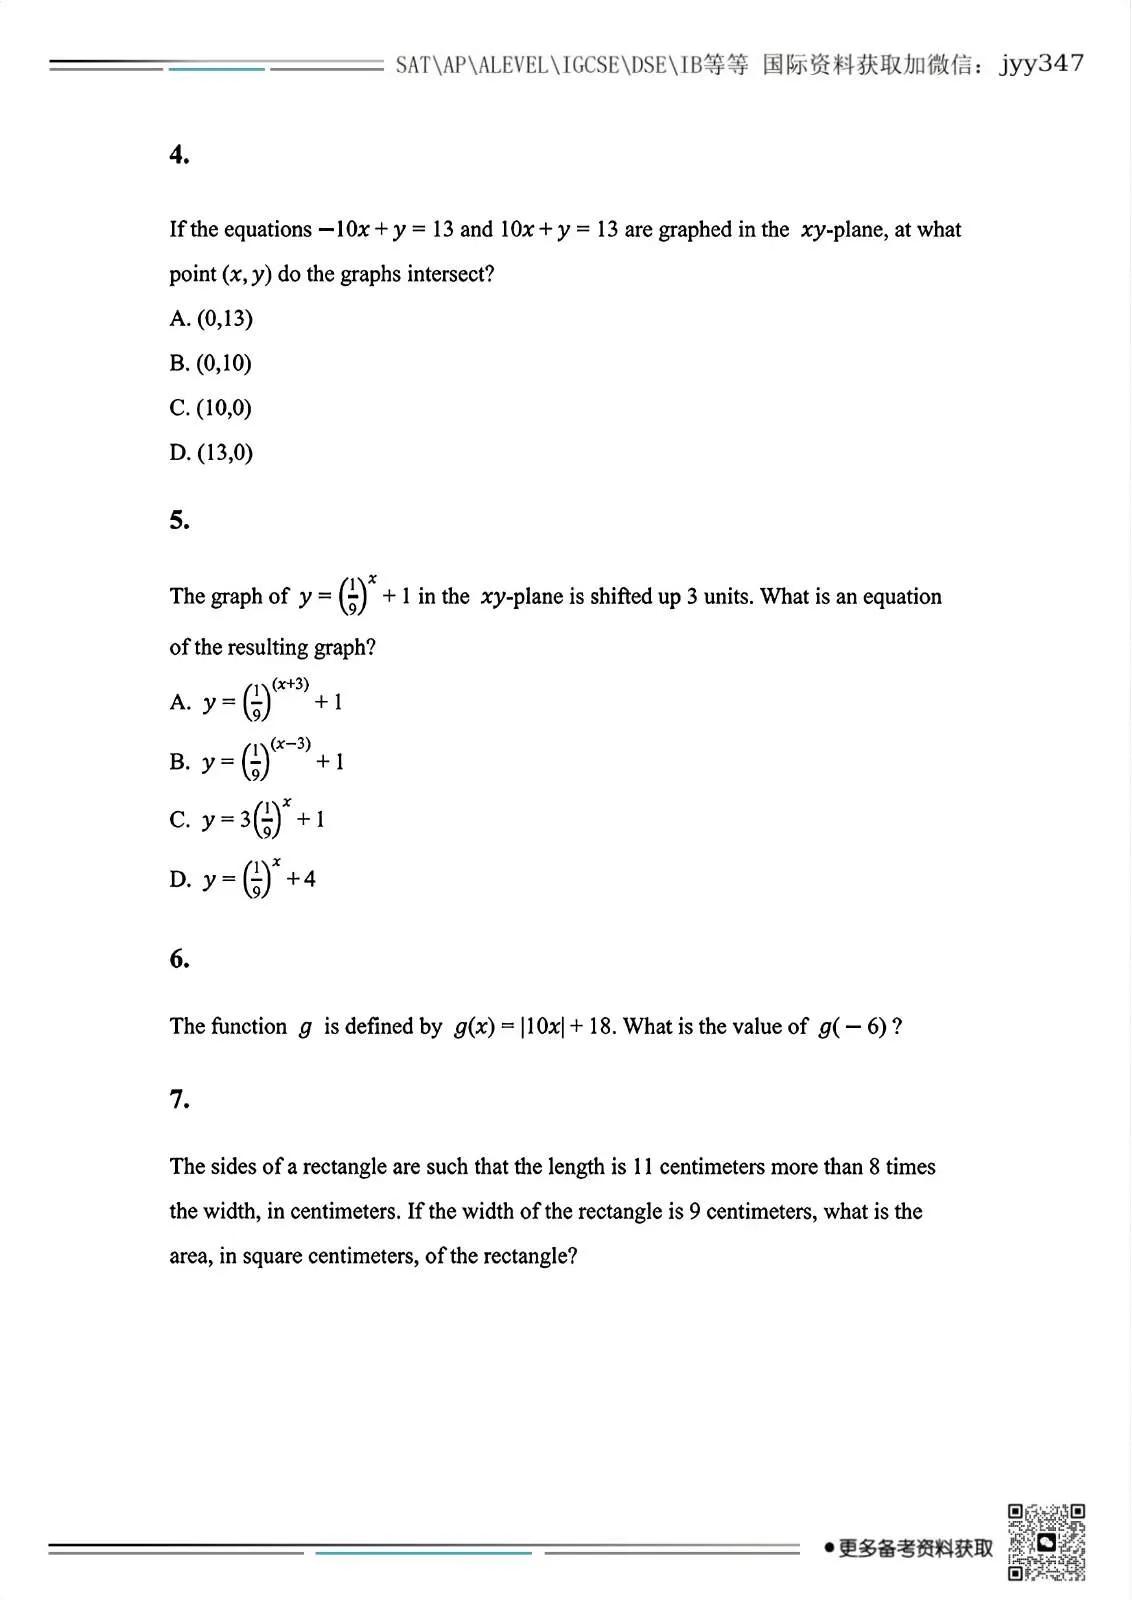 SAT\AP\ALEVEL\IGCSE\DSE\IB等等 国际资料获取加微信: jyy347
4.
If the equations −10x + y = 13 and 10x + y = 13 are graphed in the xy-plane, at what
point (x, y) do the graphs intersect?
A. (0,13)
B. (0,10)
C. (10,0)
D. (13,0)
5.
The graph of y = (1/9)^x + 1 in the xy-plane is shifted up 3 units. What is an equation
of the resulting graph?
A. y = (1/9)^(x+3) + 1
B. y = (1/9)^(x−3) + 1
C. y = 3(1/9)^x + 1
D. y = (1/9)^x + 4
6.
The function g is defined by g(x) = |10x| + 18. What is the value of g( − 6) ?
7.
The sides of a rectangle are such that the length is 11 centimeters more than 8 times
the width, in centimeters. If the width of the rectangle is 9 centimeters, what is the
area, in square centimeters, of the rectangle?
●更多备考资料获取